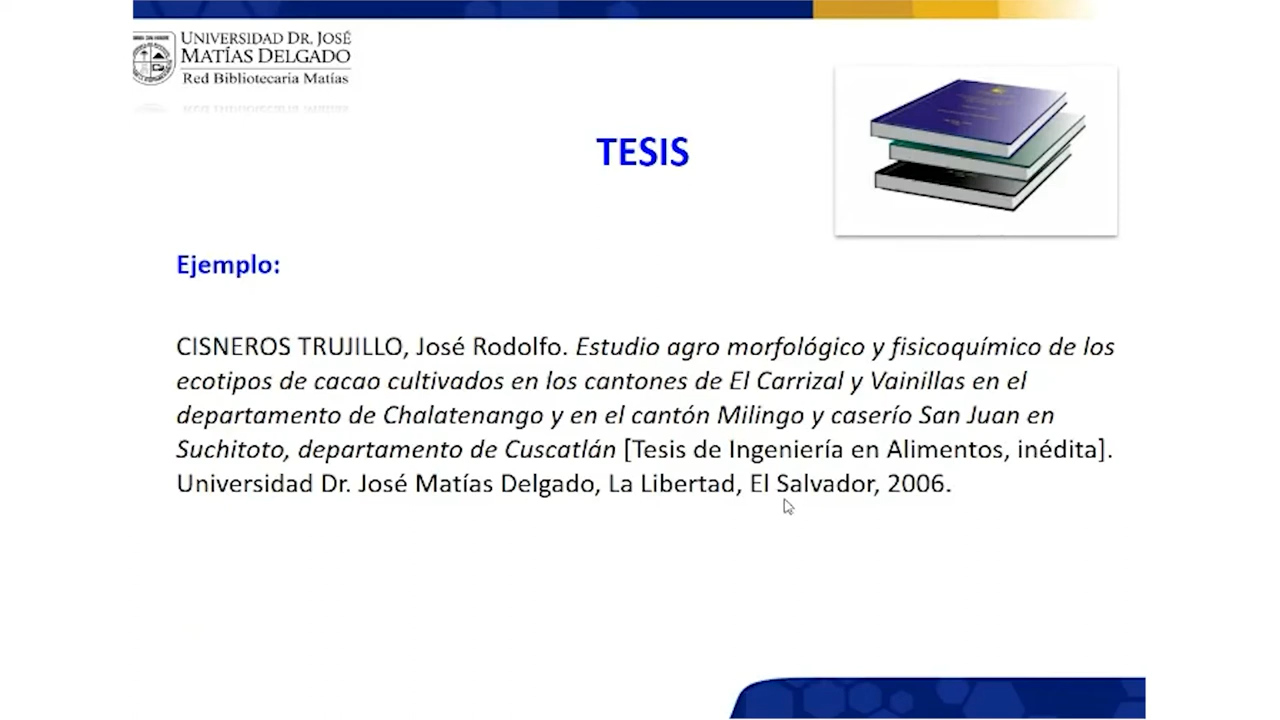 UNIVERSIDAD DR. JOSÉ
MATÍAS DELGADO
Red Bibliotecaria Matías
TESIS
Ejemplo:
CISNEROS TRUJILLO, José Rodolfo. Estudio agro morfológico y fisicoquímico de los
ecotipos de cacao cultivados en los cantones de El Carrizal y Vainillas en el
departamento de Chalatenango y en el cantón Milingo y caserío San Juan en
Suchitoto, departamento de Cuscatlán [Tesis de Ingeniería en Alimentos, inédita].
Universidad Dr. José Matías Delgado, La Libertad, El Salvador, 2006.